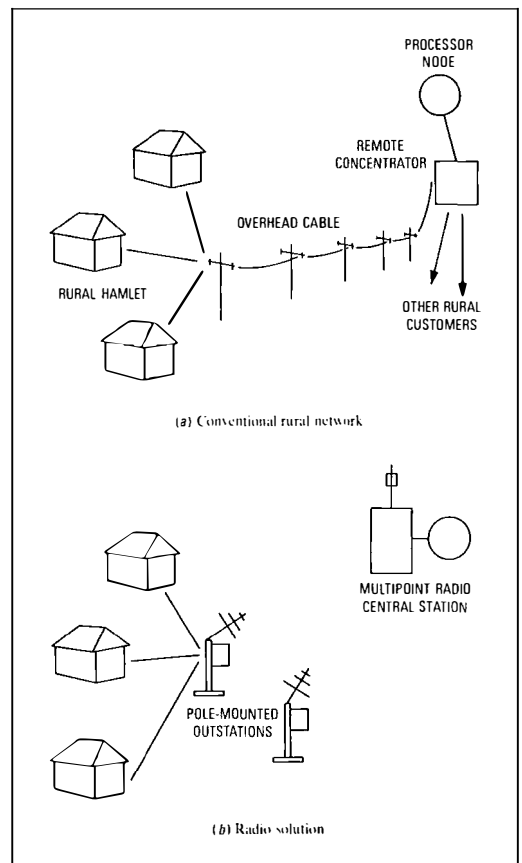 PROCESSOR
NODE
REMOTE
CONCENTRATOR
OVERHEAD CABLE
RURAL HAMLET
OTHER RURAL
CUSTOMERS
(a) Conventional rural network
MULTIPOINT RADIO
CENTRAL STATION
POLE-MOUNTED
OUTSTATIONS
(b) Radio solution